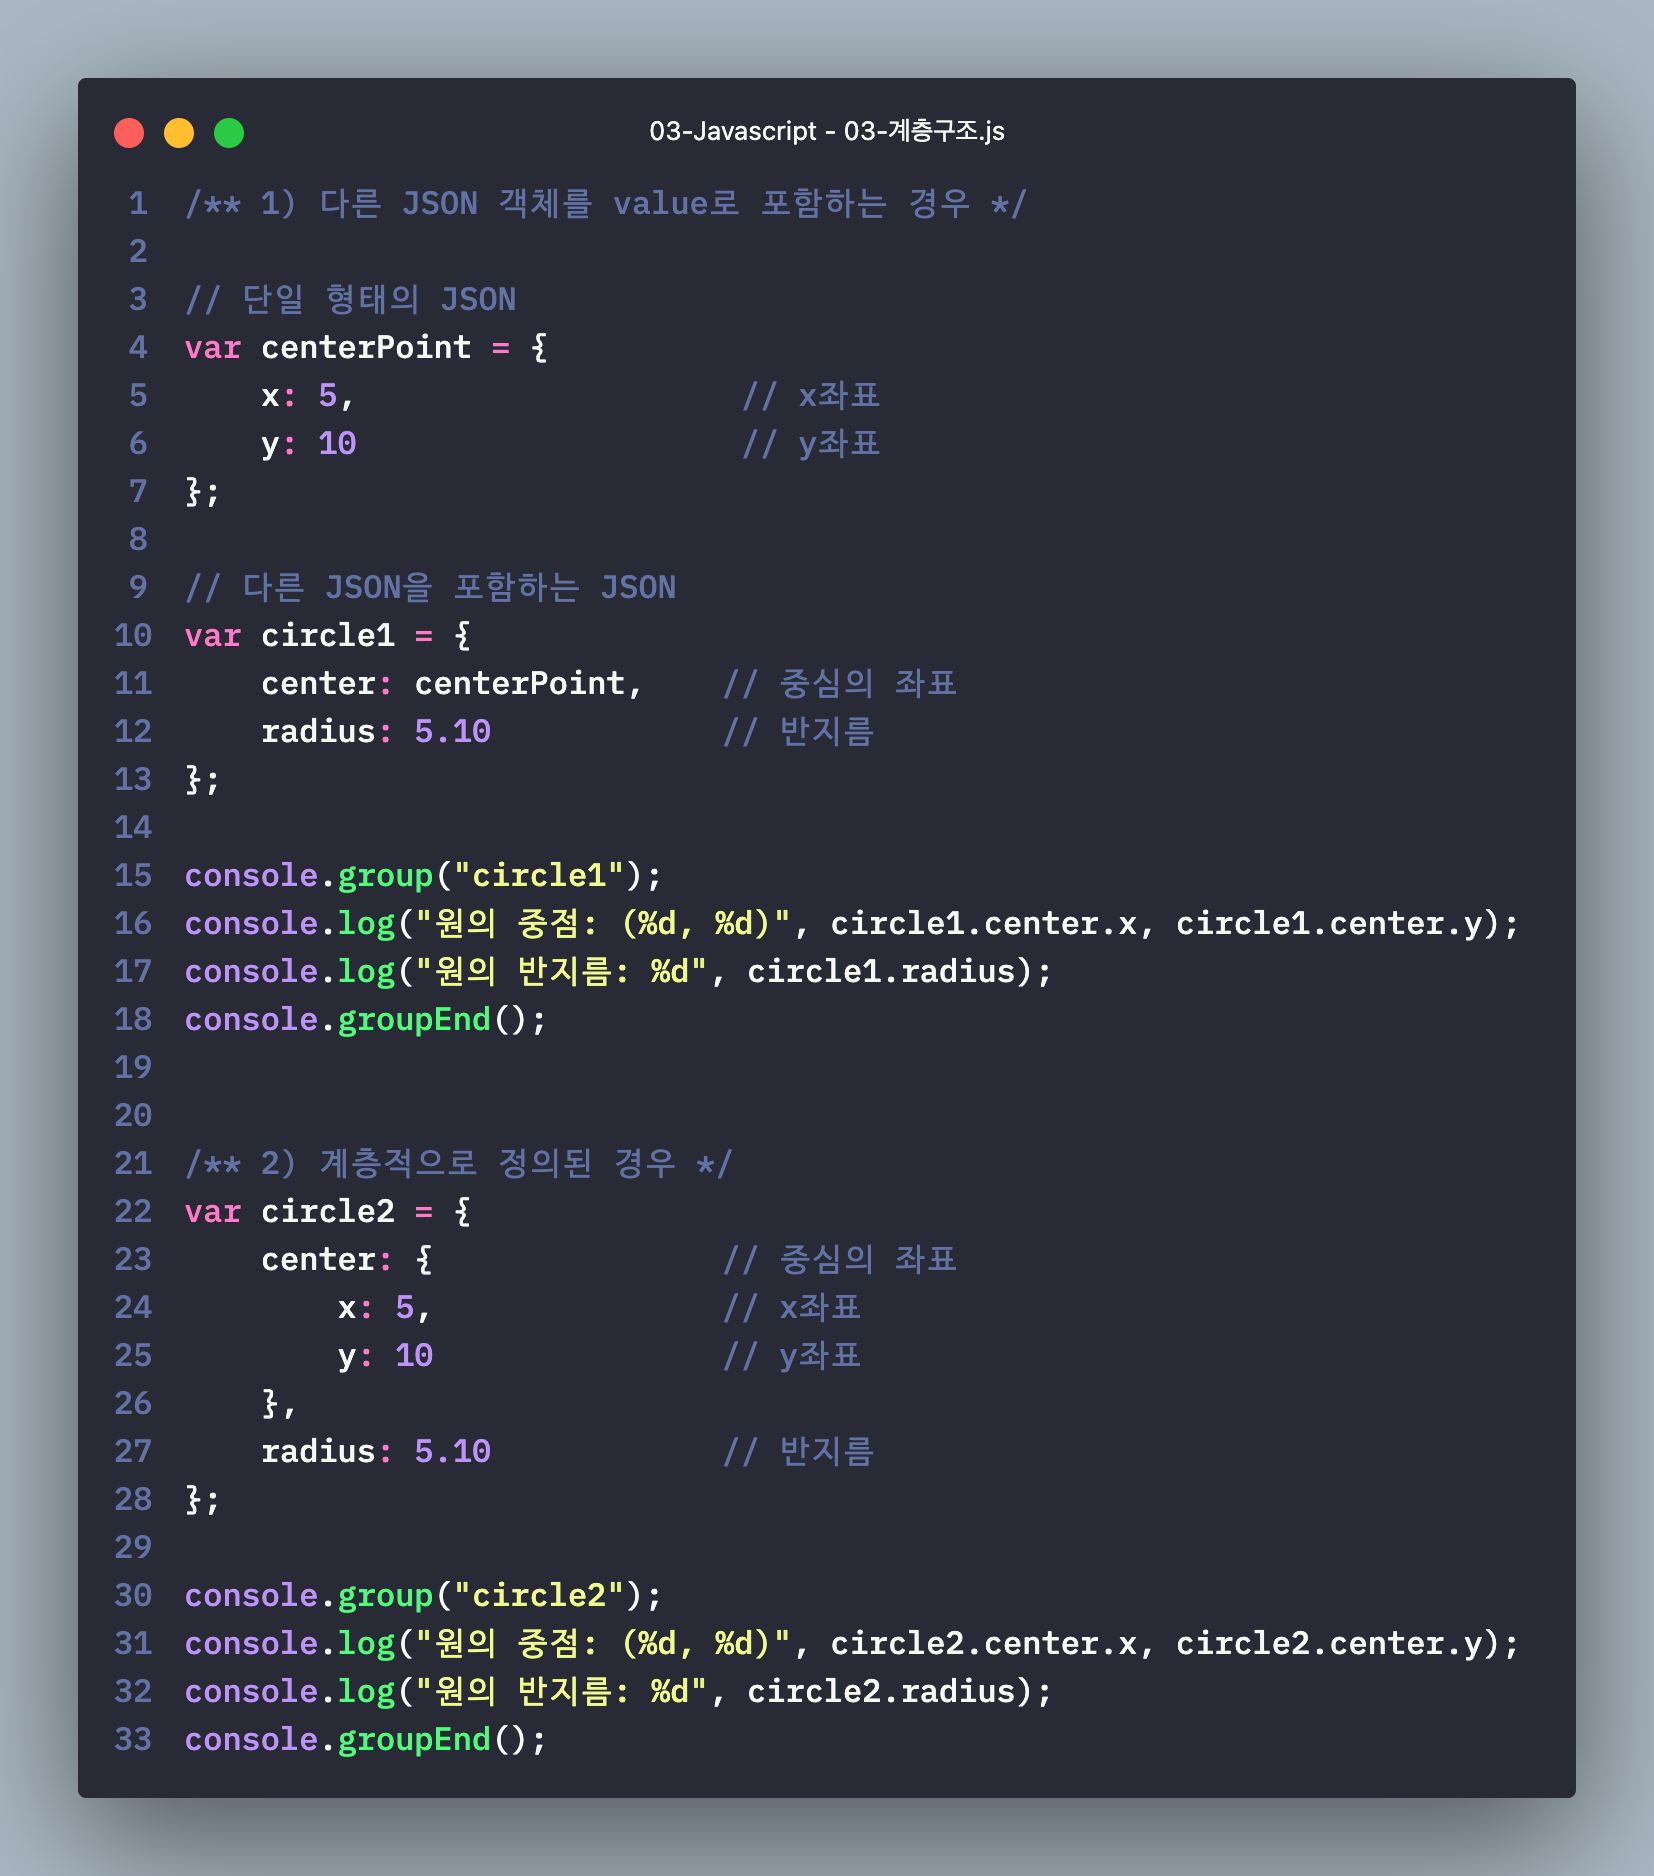 03-Javascript - 03-계층구조.js
1 /** 1) 다른 JSON 객체를 value로 포함하는 경우 */
2
3 // 단일 형태의 JSON
4 var centerPoint = {
5     x: 5,                    // x좌표
6     y: 10                    // y좌표
7 };
8
9 // 다른 JSON을 포함하는 JSON
10 var circle1 = {
11     center: centerPoint,    // 중심의 좌표
12     radius: 5.10            // 반지름
13 };
14
15 console.group("circle1");
16 console.log("원의 중점: (%d, %d)", circle1.center.x, circle1.center.y);
17 console.log("원의 반지름: %d", circle1.radius);
18 console.groupEnd();
19
20
21 /** 2) 계층적으로 정의된 경우 */
22 var circle2 = {
23     center: {               // 중심의 좌표
24         x: 5,               // x좌표
25         y: 10               // y좌표
26     },
27     radius: 5.10            // 반지름
28 };
29
30 console.group("circle2");
31 console.log("원의 중점: (%d, %d)", circle2.center.x, circle2.center.y);
32 console.log("원의 반지름: %d", circle2.radius);
33 console.groupEnd();